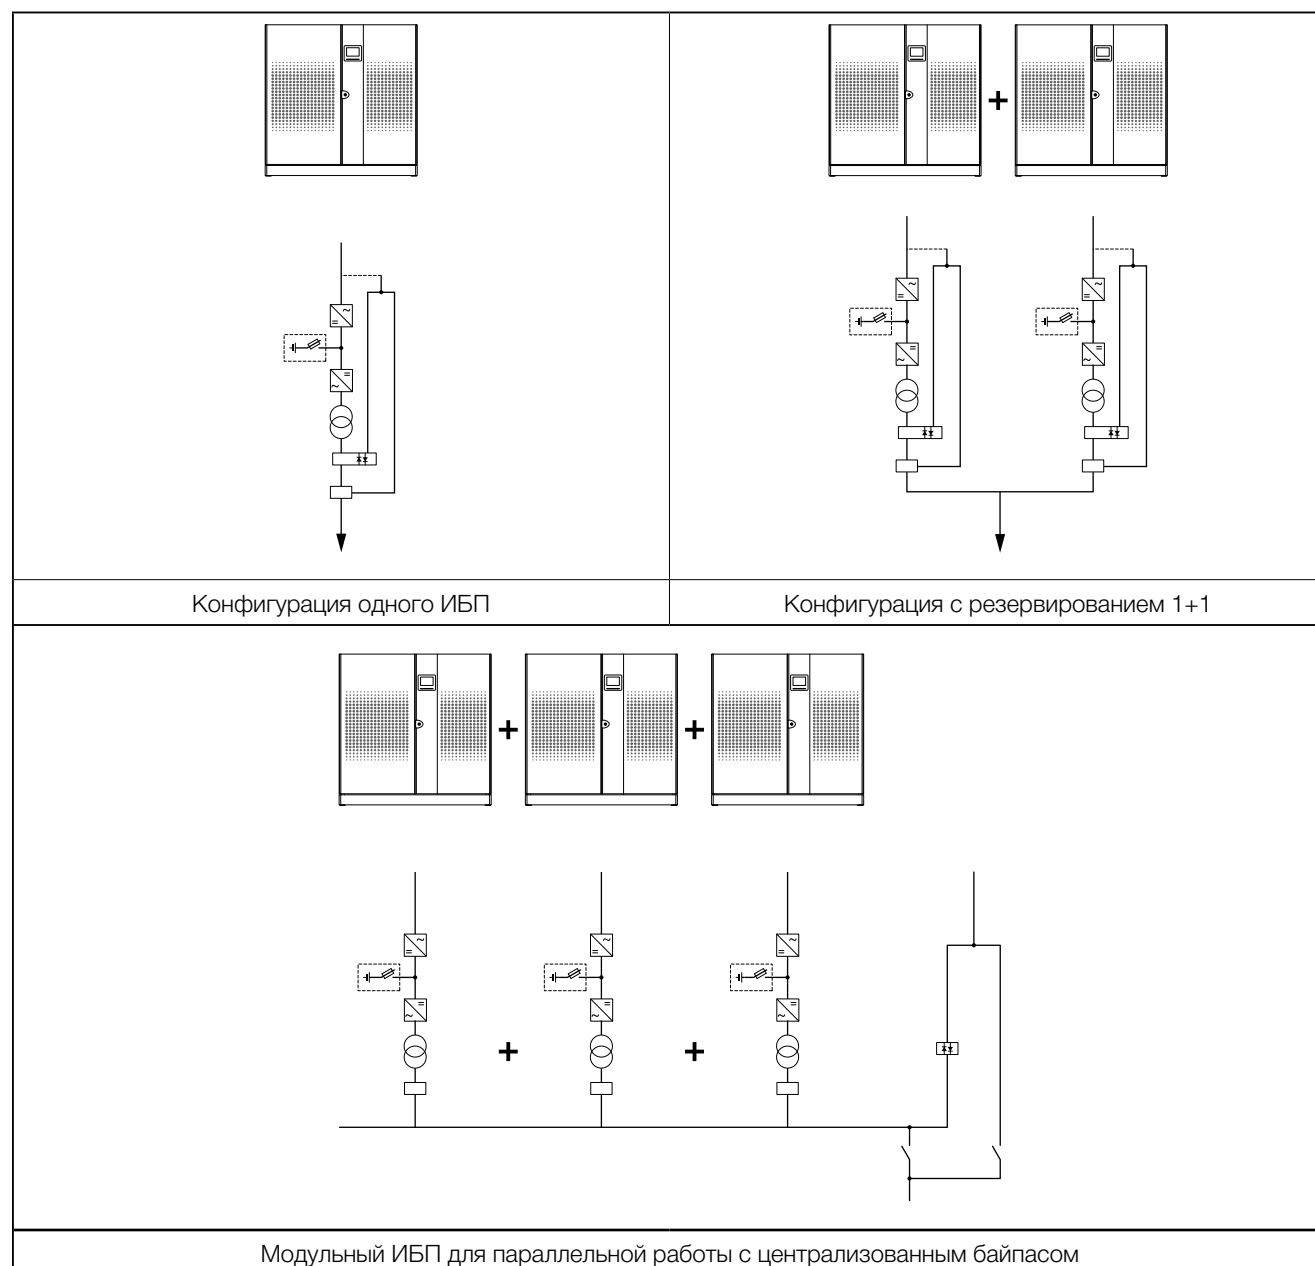 Конфигурация одного ИБП
Конфигурация с резервированием 1+1
Модульный ИБП для параллельной работы с централизованным байпасом